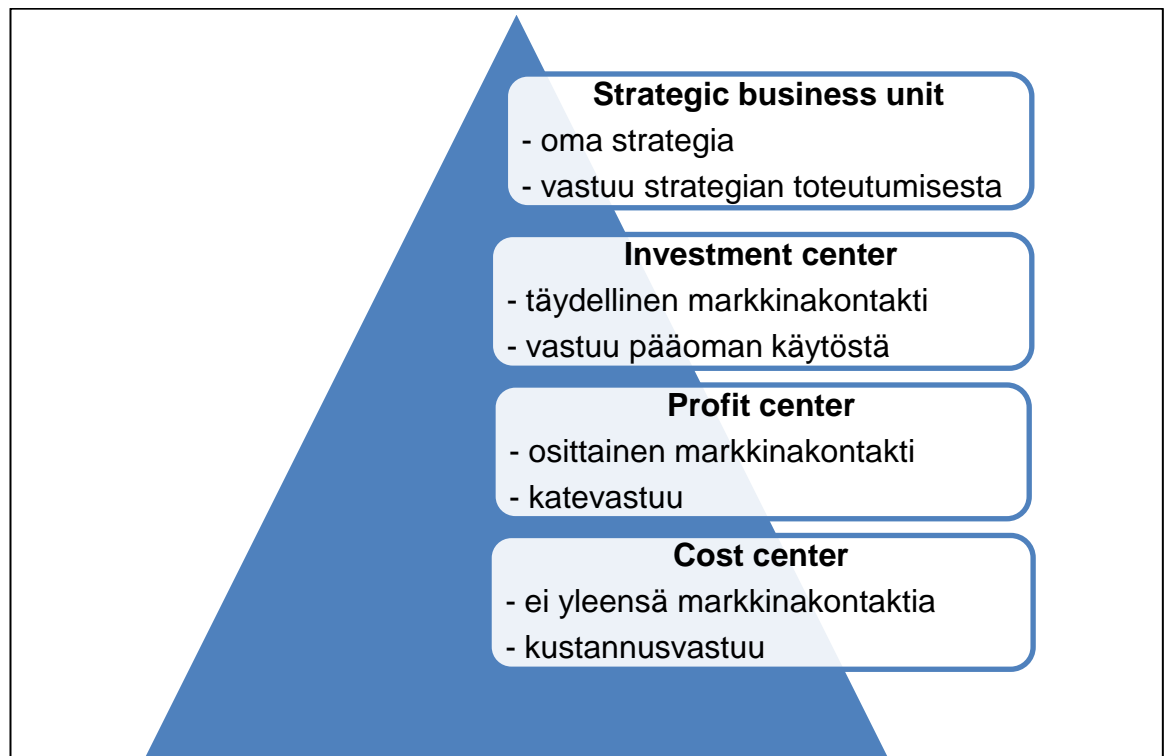 Strategic business unit
- oma strategia
- vastuu strategian toteutumisesta
Investment center
- täydellinen markkinakontakti
- vastuu pääoman käytöstä
Profit center
- osittainen markkinakontakti
- katevastuu
Cost center
- ei yleensä markkinakontaktia
- kustannusvastuu